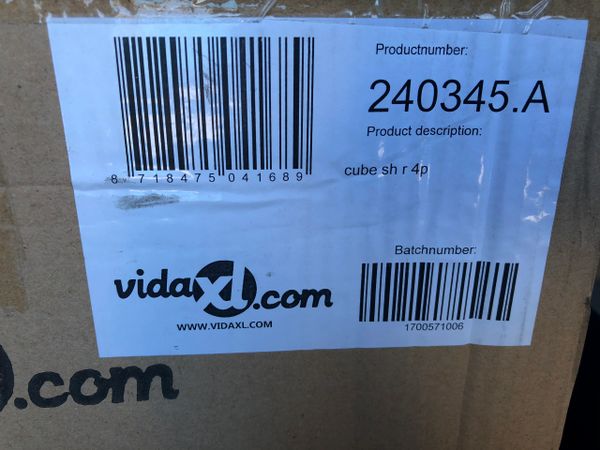 Productnumber:
240345.A
Product description:
cube sh r 4p
8 718475 041689
Batchnumber:
1700571006
vidaXL.com
WWW.VIDAXL.COM
.com